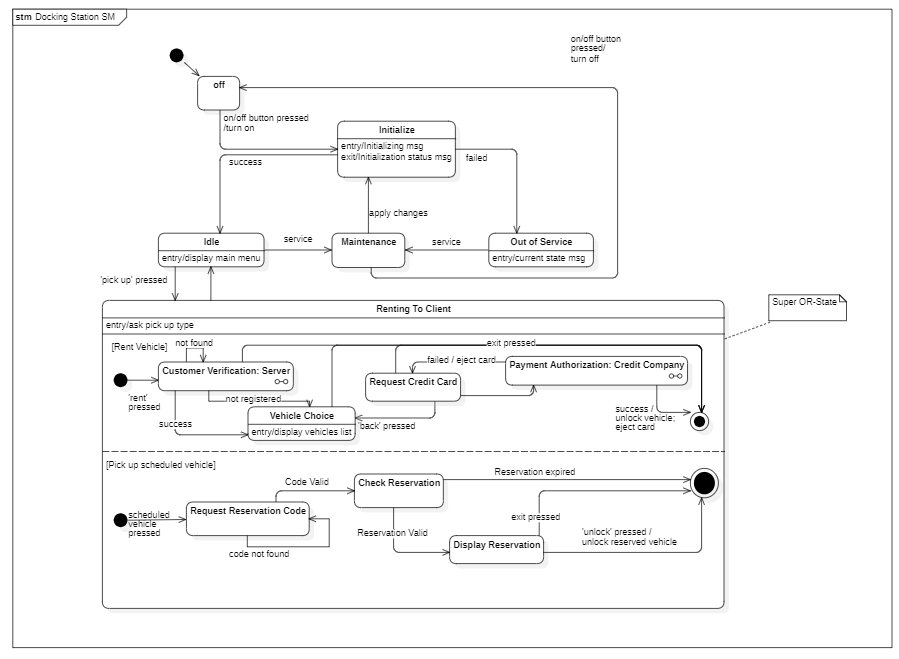 stm Docking Station SM
on/off button
pressed/
turn off
off
on/off button pressed
/turn on
Initialize
entry/Initializing msg
exit/Initialization status msg
success
failed
apply changes
Idle
entry/display main menu
service
Maintenance
service
Out of Service
entry/current state msg
'pick up' pressed
Renting To Client
Super OR-State
entry/ask pick up type
[Rent Vehicle]
not found
exit pressed
Customer Verification: Server
failed / eject card
Payment Authorization: Credit Company
Request Credit Card
'rent'
pressed
not registered
Vehicle Choice
entry/display vehicles list
success
'back' pressed
success /
unlock vehicle;
eject card
[Pick up scheduled vehicle]
Code Valid
Check Reservation
Reservation expired
scheduled
vehicle
pressed
Request Reservation Code
code not found
Reservation Valid
exit pressed
Display Reservation
'unlock' pressed /
unlock reserved vehicle